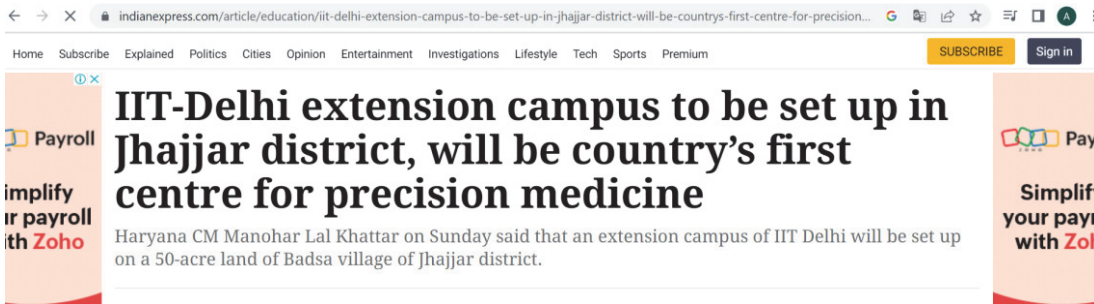 indianexpress.com/article/education/iit-delhi-extension-campus-to-be-set-up-in-jhajjar-district-will-be-countrys-first-centre-for-precision...
Home Subscribe Explained Politics Cities Opinion Entertainment Investigations Lifestyle Tech Sports Premium
SUBSCRIBE Sign in
IIT-Delhi extension campus to be set up in
Jhajjar district, will be country's first
centre for precision medicine
Haryana CM Manohar Lal Khattar on Sunday said that an extension campus of IIT Delhi will be set up
on a 50-acre land of Badsa village of Jhajjar district.
Payroll
implify
r payroll
ith Zoho
Pay
Simplif
your payr
with Zoh